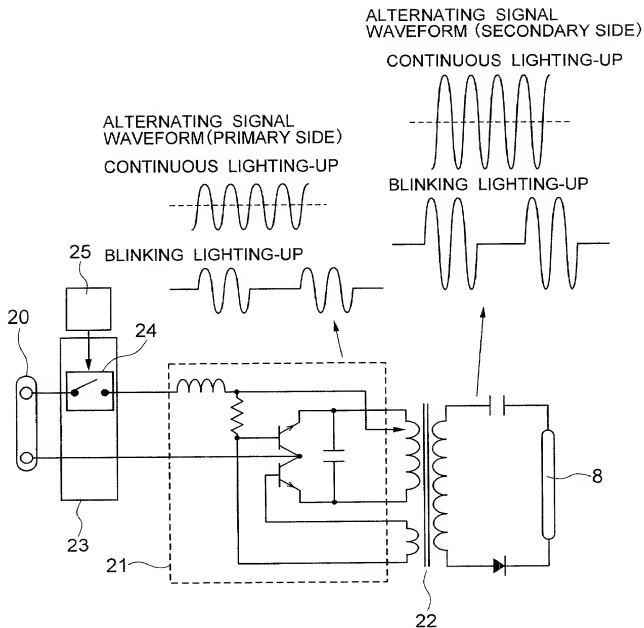 ALTERNATING SIGNAL
WAVEFORM (SECONDARY SIDE)
CONTINUOUS LIGHTING-UP
ALTERNATING SIGNAL
WAVEFORM(PRIMARY SIDE)
CONTINUOUS LIGHTING-UP
BLINKING LIGHTING-UP
BLINKING LIGHTING-UP
25
20
24
8
23
21
22